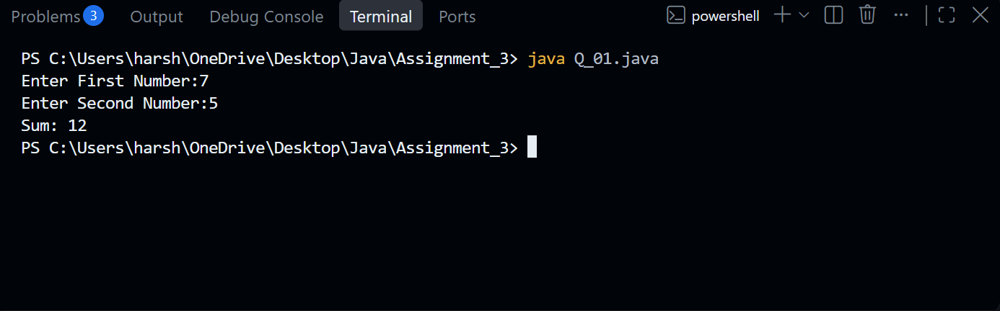 Problems 3 Output Debug Console Terminal Ports powershell
PS C:\Users\harsh\OneDrive\Desktop\Java\Assignment_3> java Q_01.java
Enter First Number:7
Enter Second Number:5
Sum: 12
PS C:\Users\harsh\OneDrive\Desktop\Java\Assignment_3>